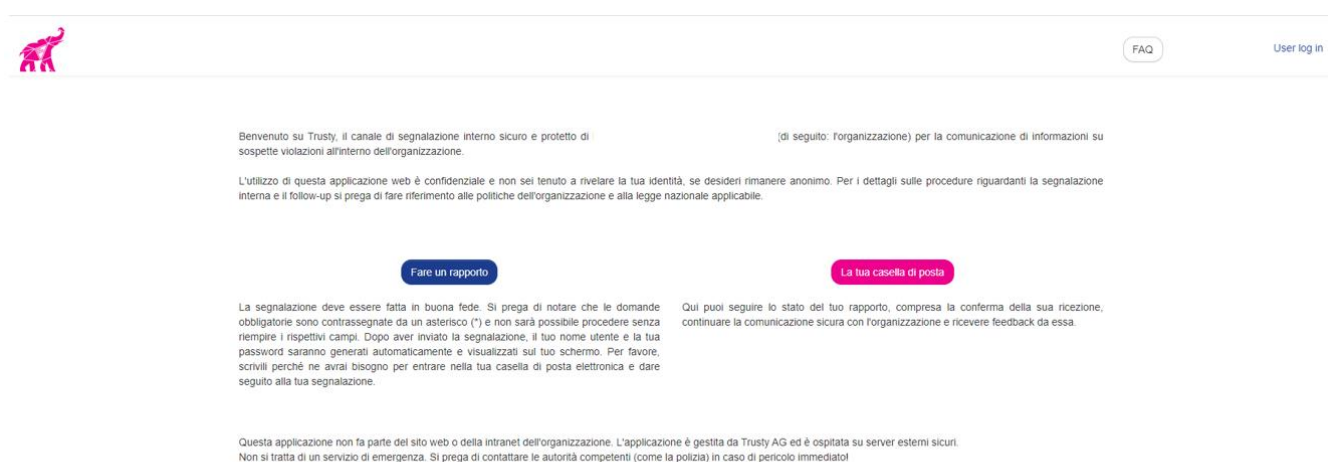 FAQ
User log in
Benvenuto su Trusty, il canale di segnalazione interno sicuro e protetto di (di seguito: l'organizzazione) per la comunicazione di informazioni su
sospette violazioni all'interno dell'organizzazione.
L'utilizzo di questa applicazione web è confidenziale e non sei tenuto a rivelare la tua identità, se desideri rimanere anonimo. Per i dettagli sulle procedure riguardanti la segnalazione
interna e il follow-up si prega di fare riferimento alle politiche dell'organizzazione e alla legge nazionale applicabile.
Fare un rapporto
La segnalazione deve essere fatta in buona fede. Si prega di notare che le domande
obbligatorie sono contrassegnate da un asterisco (*) e non sarà possibile procedere senza
riempire i rispettivi campi. Dopo aver inviato la segnalazione, il tuo nome utente e la tua
password saranno generati automaticamente e visualizzati sul tuo schermo. Per favore,
scrivili perché ne avrai bisogno per entrare nella tua casella di posta elettronica e dare
seguito alla tua segnalazione.
La tua casella di posta
Qui puoi seguire lo stato del tuo rapporto, compresa la conferma della sua ricezione,
continuare la comunicazione sicura con l'organizzazione e ricevere feedback da essa.
Questa applicazione non fa parte del sito web o della intranet dell'organizzazione. L'applicazione è gestita da Trusty AG ed è ospitata su server esterni sicuri.
Non si tratta di un servizio di emergenza. Si prega di contattare le autorità competenti (come la polizia) in caso di pericolo immediato!